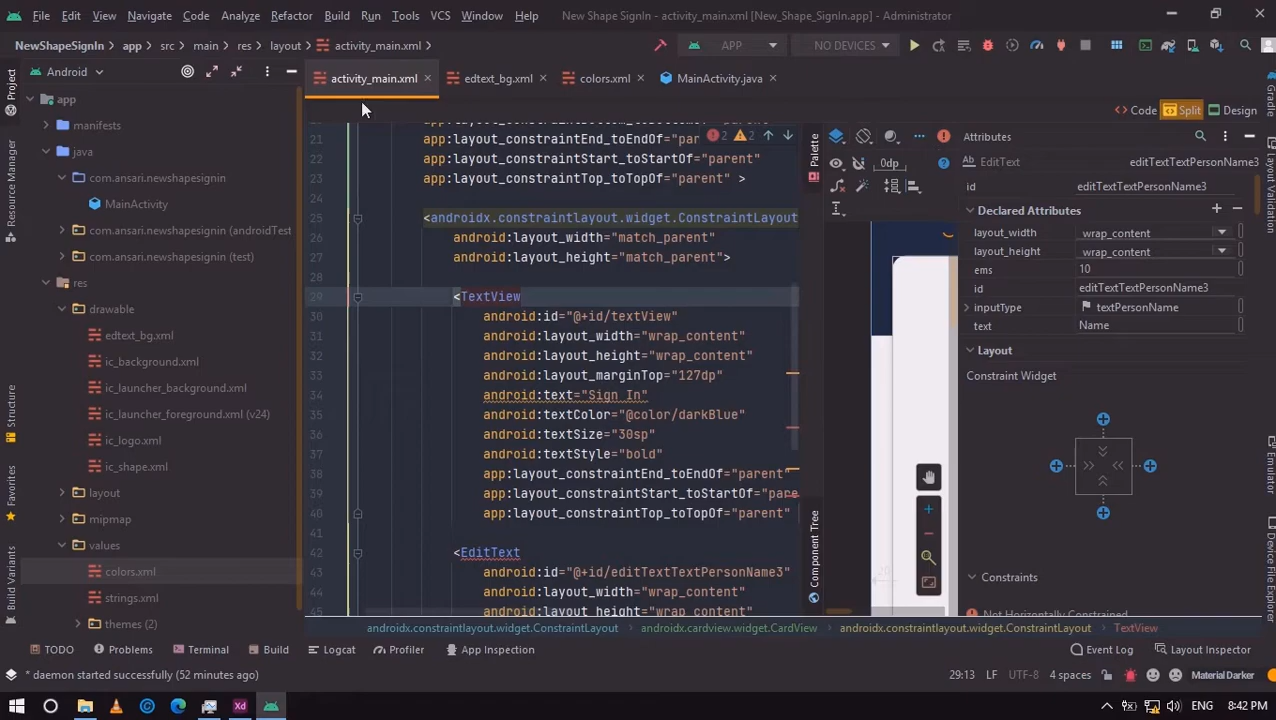 File Edit View Navigate Code Analyze Refactor Build Run Tools VCS Window Help New Shape SignIn - activity_main.xml [New_Shape_SignIn.app] - Administrator
NewShapeSignIn app src main res layout activity_main.xml APP NO DEVICES
Project
Android
activity_main.xml edtext_bg.xml colors.xml MainActivity.java
Code Split Design
app
manifests
java
com.ansari.newshapesignin
MainActivity
com.ansari.newshapesignin (androidTest
com.ansari.newshapesignin (test)
res
drawable
edtext_bg.xml
ic_background.xml
ic_launcher_background.xml
ic_launcher_foreground.xml (v24)
ic_logo.xml
ic_shape.xml
layout
mipmap
values
colors.xml
strings.xml
themes (2)
Resource Manager
Structure
Favorites
Build Variants
2 2
21 app:layout_constraintEnd_toEndOf="par
22 app:layout_constraintStart_toStartOf="parent"
23 app:layout_constraintTop_toTopOf="parent" >
24
25 <androidx.constraintlayout.widget.ConstraintLayout
26 android:layout_width="match_parent"
27 android:layout_height="match_parent">
28
29 <TextView
30 android:id="@+id/textView"
31 android:layout_width="wrap_content"
32 android:layout_height="wrap_content"
33 android:layout_marginTop="127dp"
34 android:text="Sign In"
35 android:textColor="@color/darkBlue"
36 android:textSize="30sp"
37 android:textStyle="bold"
38 app:layout_constraintEnd_toEndOf="parent"
39 app:layout_constraintStart_toStartOf="pare
40 app:layout_constraintTop_toTopOf="parent"
41
42 <EditText
43 android:id="@+id/editTextTextPersonName3"
44 android:layout_width="wrap_content"
45 android:layout_height="wrap_content"
Palette
Component Tree
0dp
Attributes
Ab EditText editTextTextPersonName3
id editTextTextPersonName3
Declared Attributes
layout_width wrap_content
layout_height wrap_content
ems 10
id editTextTextPersonName3
inputType textPersonName
text Name
Layout
Constraint Widget
Constraints
Not Horizontally Constrained
Gradle
Layout Validation
Emulator
Device File Explorer
androidx.constraintlayout.widget.ConstraintLayout androidx.cardview.widget.CardView androidx.constraintlayout.widget.ConstraintLayout TextView
TODO Problems Terminal Build Logcat Profiler App Inspection Event Log Layout Inspector
* daemon started successfully (52 minutes ago) 29:13 LF UTF-8 4 spaces Material Darker
Xd 8:42 PM